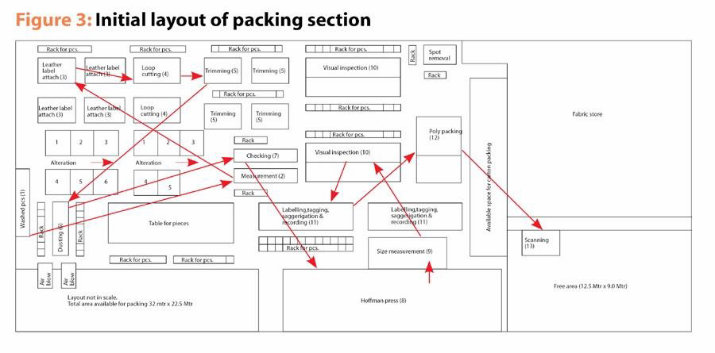 Figure 3: Initial layout of packing section
Rack for pcs.
Rack for pcs.
Rack for pcs.
Rack for pcs.
Rack
Spot
removal
Leather
label
attach (3)
Leather label
attach (3)
Loop
cutting (4)
Trimming (5)
Trimming (5)
Visual inspection (10)
Rack
Fabric store
Leather label
attach (3)
Leather label
attach (3)
Loop
cutting (4)
Trimming
(5)
Trimming
(5)
Rack for pcs.
Poly packing
(12)
1 2 3
1 2 3
Rack for pcs.
Rack
Alteration
Alteration
Checking (7)
Visual inspection (10)
4 5 6
4 5
Measurement (2)
Rack
Available space for carton packing
Washed pcs (1)
Rack
Dusting (6)
Rack
Table for pieces
Labelling,tagging,
saggerigation &
recording (11)
Labelling,tagging,
saggerigation &
recording (11)
Scanning
(13)
Rack for pcs.
Size measurement (9)
Rack for pcs.
Rack for pcs.
Air
blow
Air
blow
Layout not in scale.
Total area available for packing 32 mtr x 22.5 Mtr
Hoffman press (8)
Free area (12.5 Mtr x 9.0 Mtr)